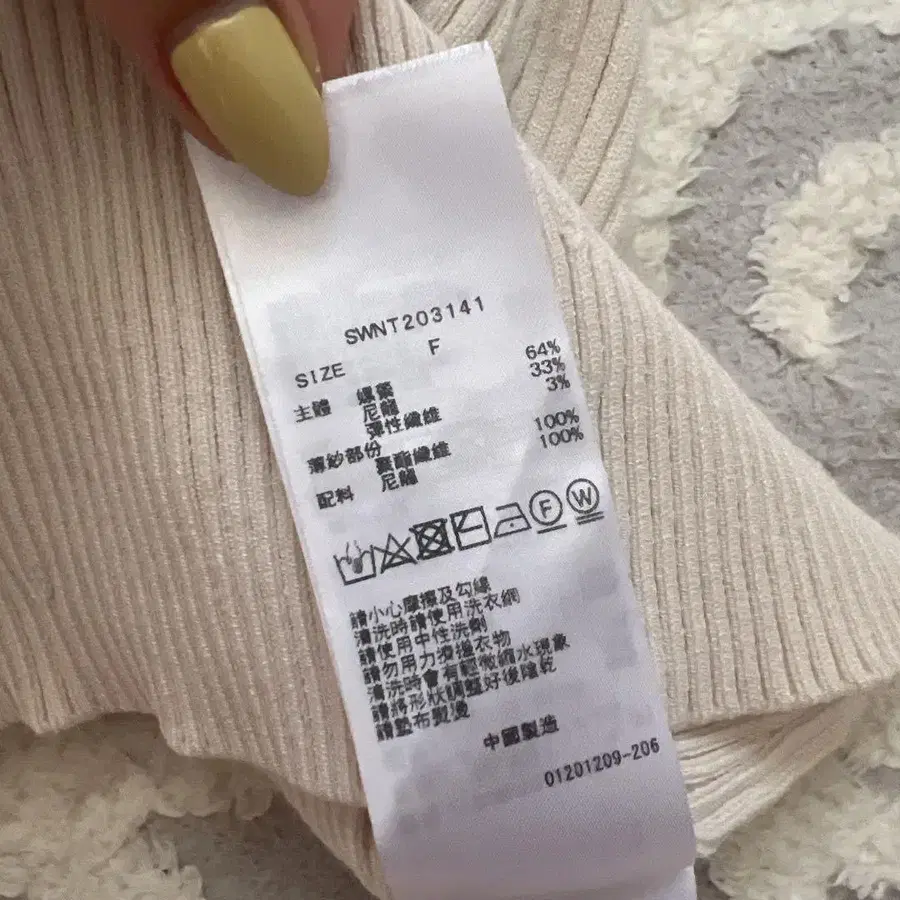 SWNT203141
SIZE F
主體 嫘縈 64%
尼龍 33%
彈性纖維 3%
薄紗部份 聚酯纖維 100%
配料 尼龍 100%
F W
請小心摩擦及勾線
清洗時請使用洗衣網
請使用中性洗劑
請勿用力擰搓衣物
清洗時會有輕微縮水現象
請將形狀調整好後陰乾
請墊布熨燙
中國製造
01201209-206